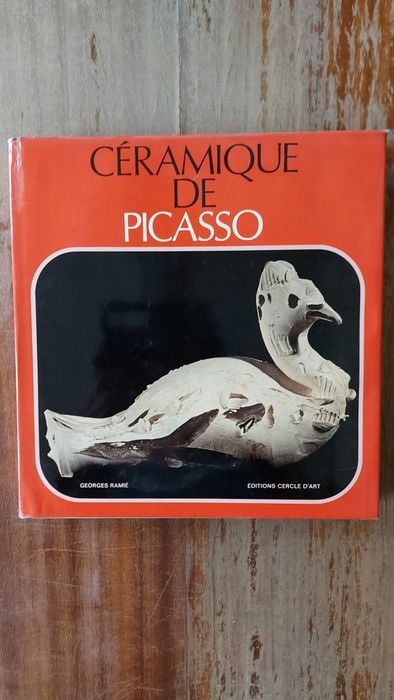 CÉRAMIQUE
DE
PICASSO
GEORGES RAMIÉ
ÉDITIONS CERCLE D'ART